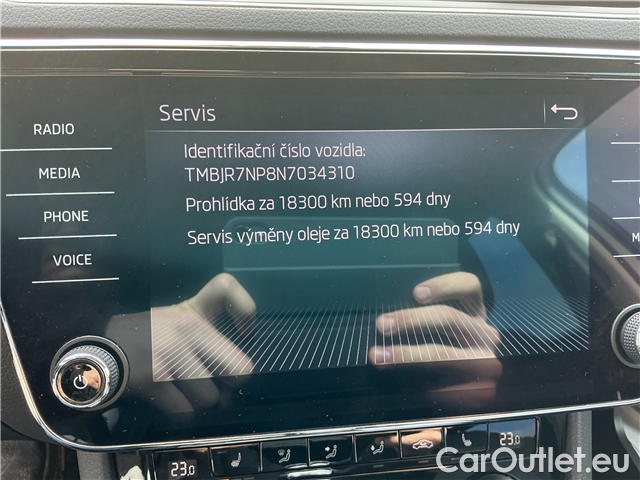 Servis
RADIO
Identifikační číslo vozidla:
TMBJR7NP8N7034310
MEDIA
Prohlídka za 18300 km nebo 594 dny
PHONE
Servis výměny oleje za 18300 km nebo 594 dny
VOICE
23.0
23.0
CarOutlet.eu